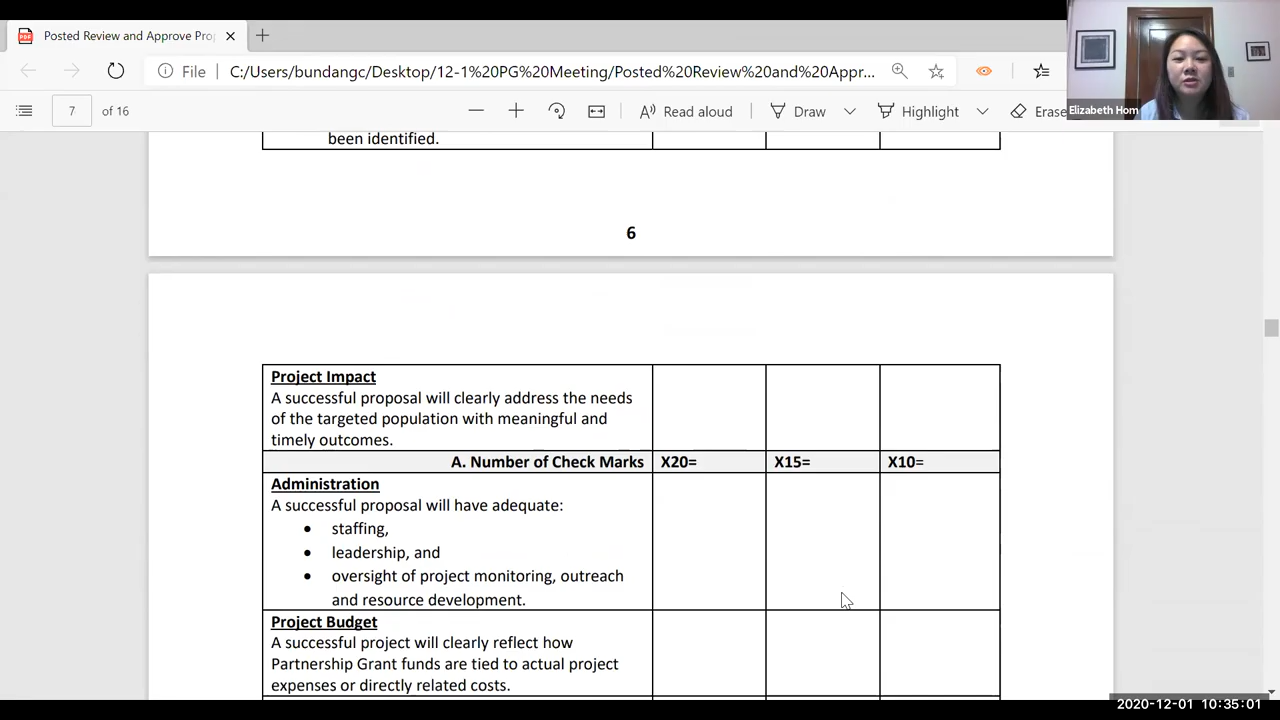 Posted Review and Approve Pro
File
C:/Users/bundangc/Desktop/12-1%20PG%20Meeting/Posted%20Review%20and%20Appr...
7 of 16
Read aloud
Draw
Highlight
Erase
Elizabeth Hom
been identified.
6
Project Impact
A successful proposal will clearly address the needs
of the targeted population with meaningful and
timely outcomes.
A. Number of Check Marks X20= X15= X10=
Administration
A successful proposal will have adequate:
• staffing,
• leadership, and
• oversight of project monitoring, outreach
and resource development.
Project Budget
A successful project will clearly reflect how
Partnership Grant funds are tied to actual project
expenses or directly related costs.
2020-12-01 10:35:01